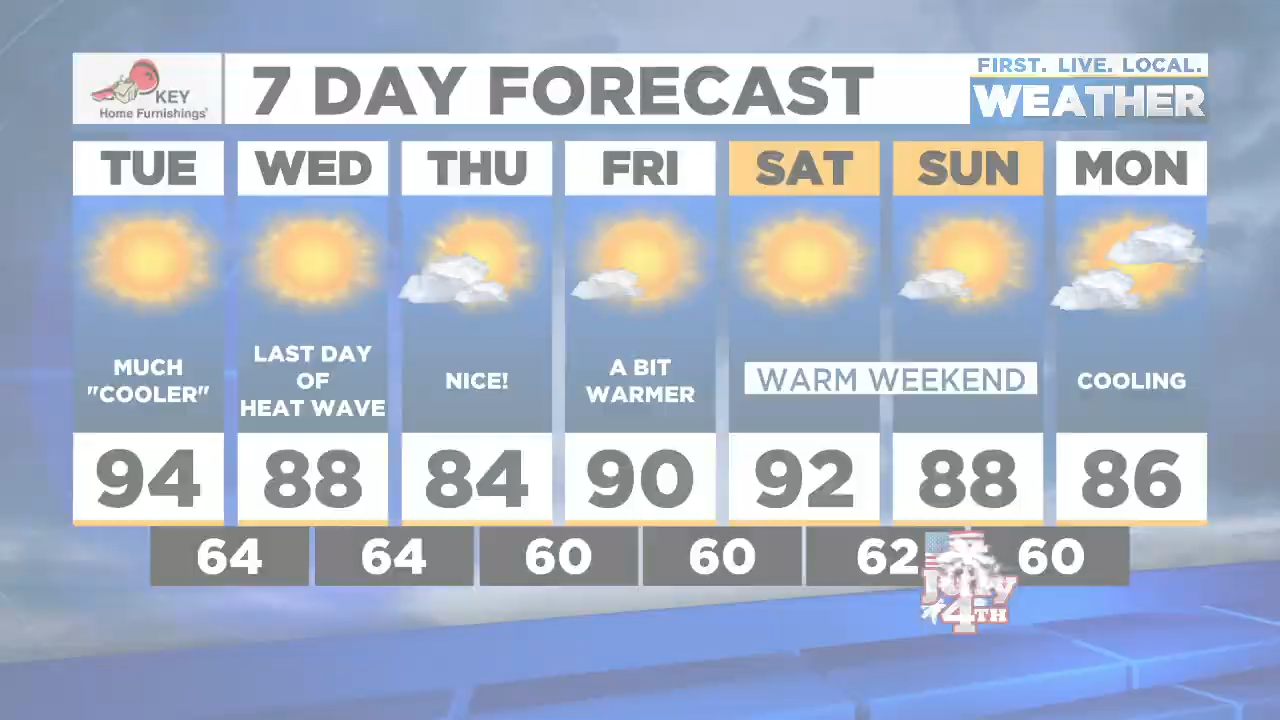 KEY
Home Furnishings'
7 DAY FORECAST
FIRST. LIVE. LOCAL.
WEATHER
TUE WED THU FRI SAT SUN MON
MUCH
"COOLER"
LAST DAY
OF
HEAT WAVE
NICE!
A BIT
WARMER
WARM WEEKEND
COOLING
94 88 84 90 92 88 86
64 64 60 60 62 60
July
4TH